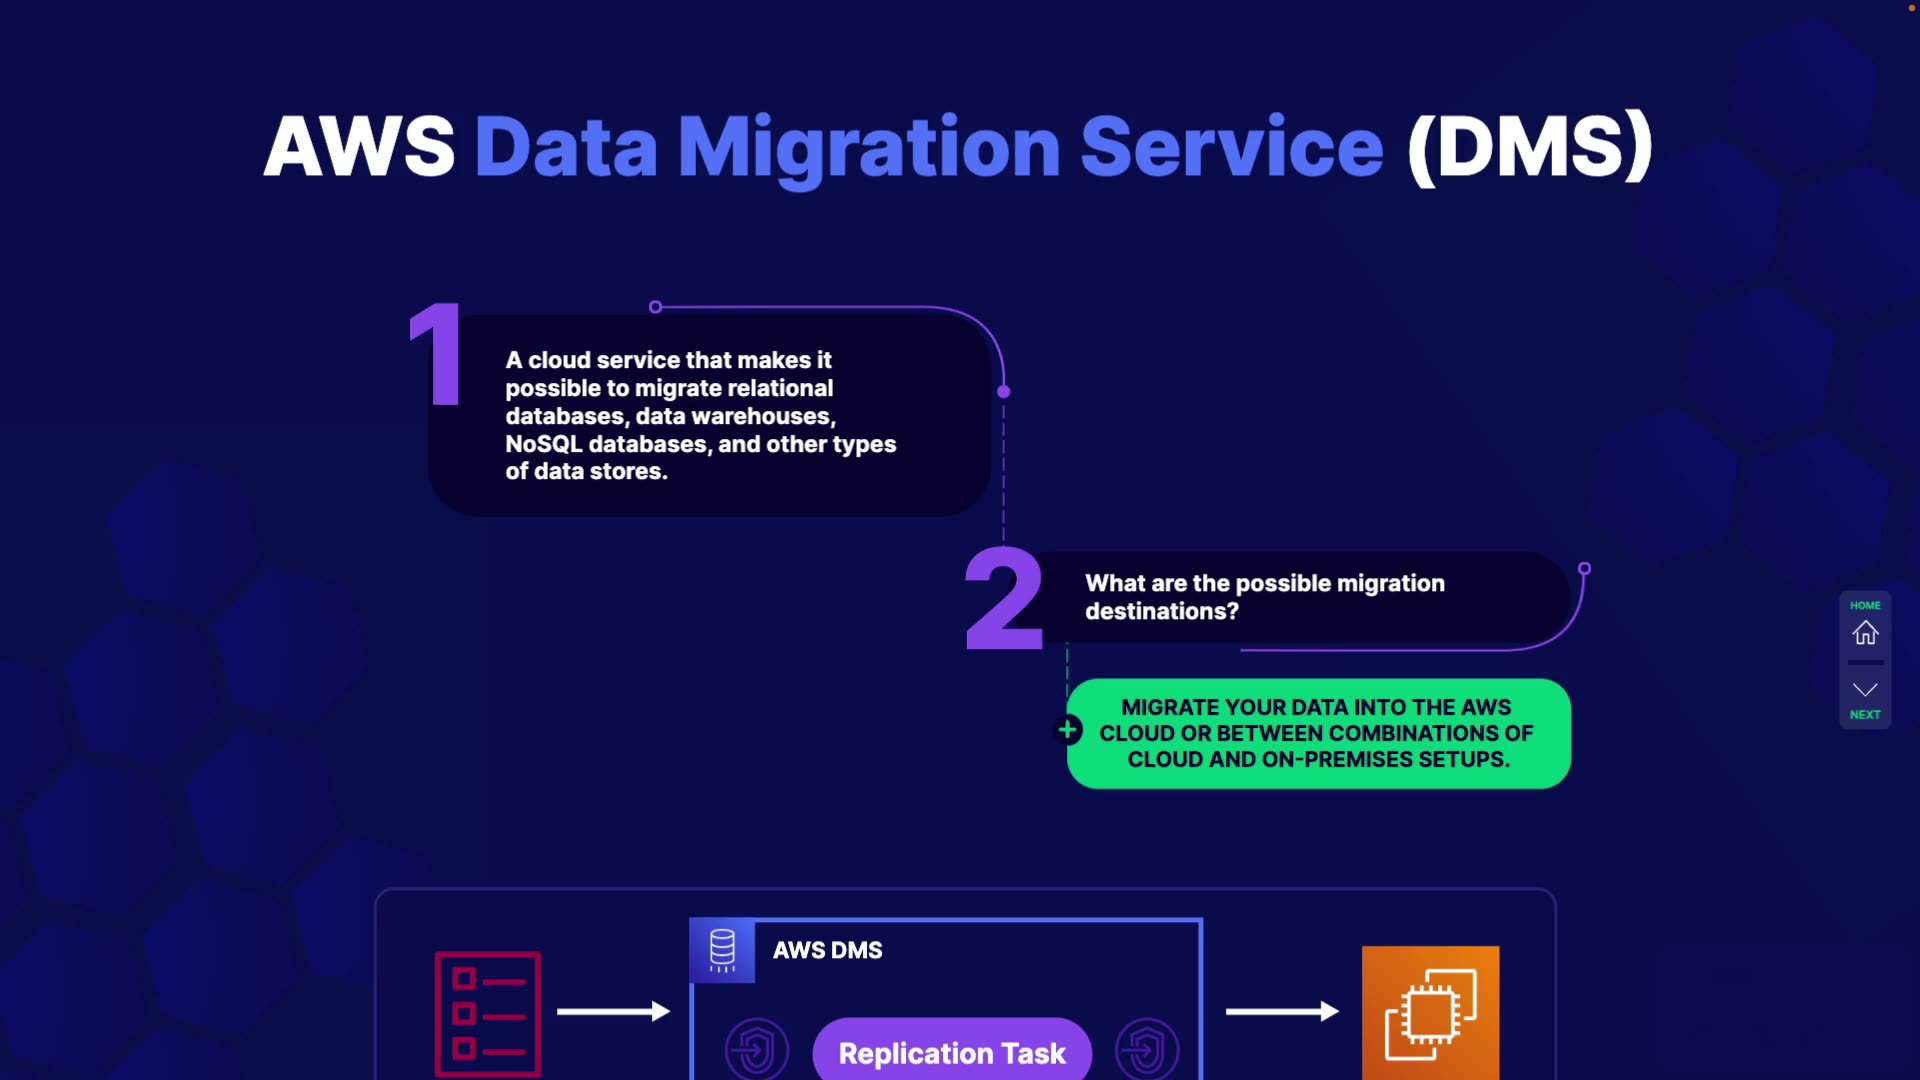 AWS Data Migration Service (DMS)
1
A cloud service that makes it
possible to migrate relational
databases, data warehouses,
NoSQL databases, and other types
of data stores.
2
What are the possible migration
destinations?
MIGRATE YOUR DATA INTO THE AWS
CLOUD OR BETWEEN COMBINATIONS OF
CLOUD AND ON-PREMISES SETUPS.
HOME
NEXT
AWS DMS
Replication Task